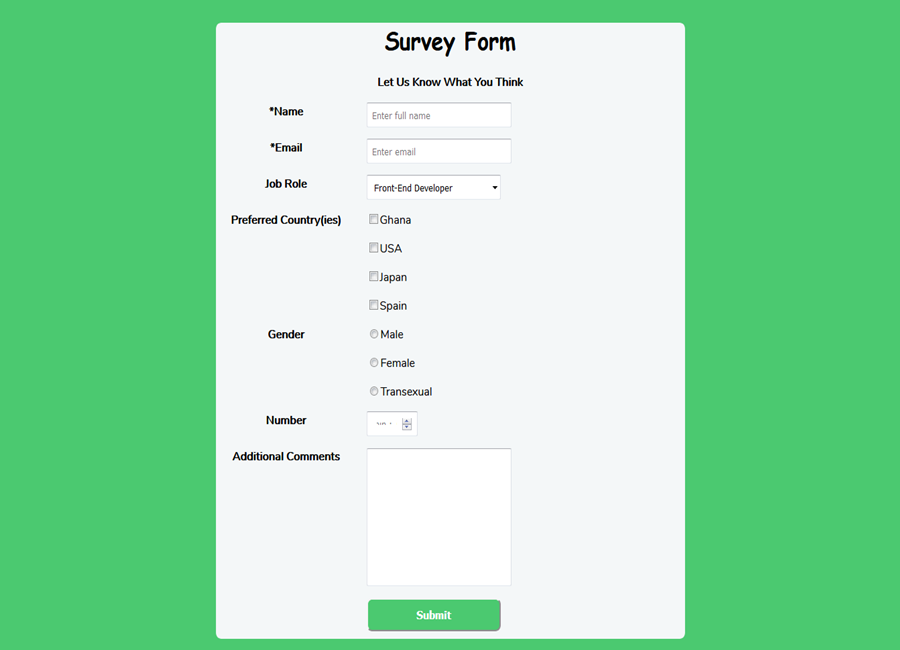 Survey Form
Let Us Know What You Think
*Name
Enter full name
*Email
Enter email
Job Role
Front-End Developer
Preferred Country(ies)
Ghana
USA
Japan
Spain
Gender
Male
Female
Transexual
Number
Additional Comments
Submit